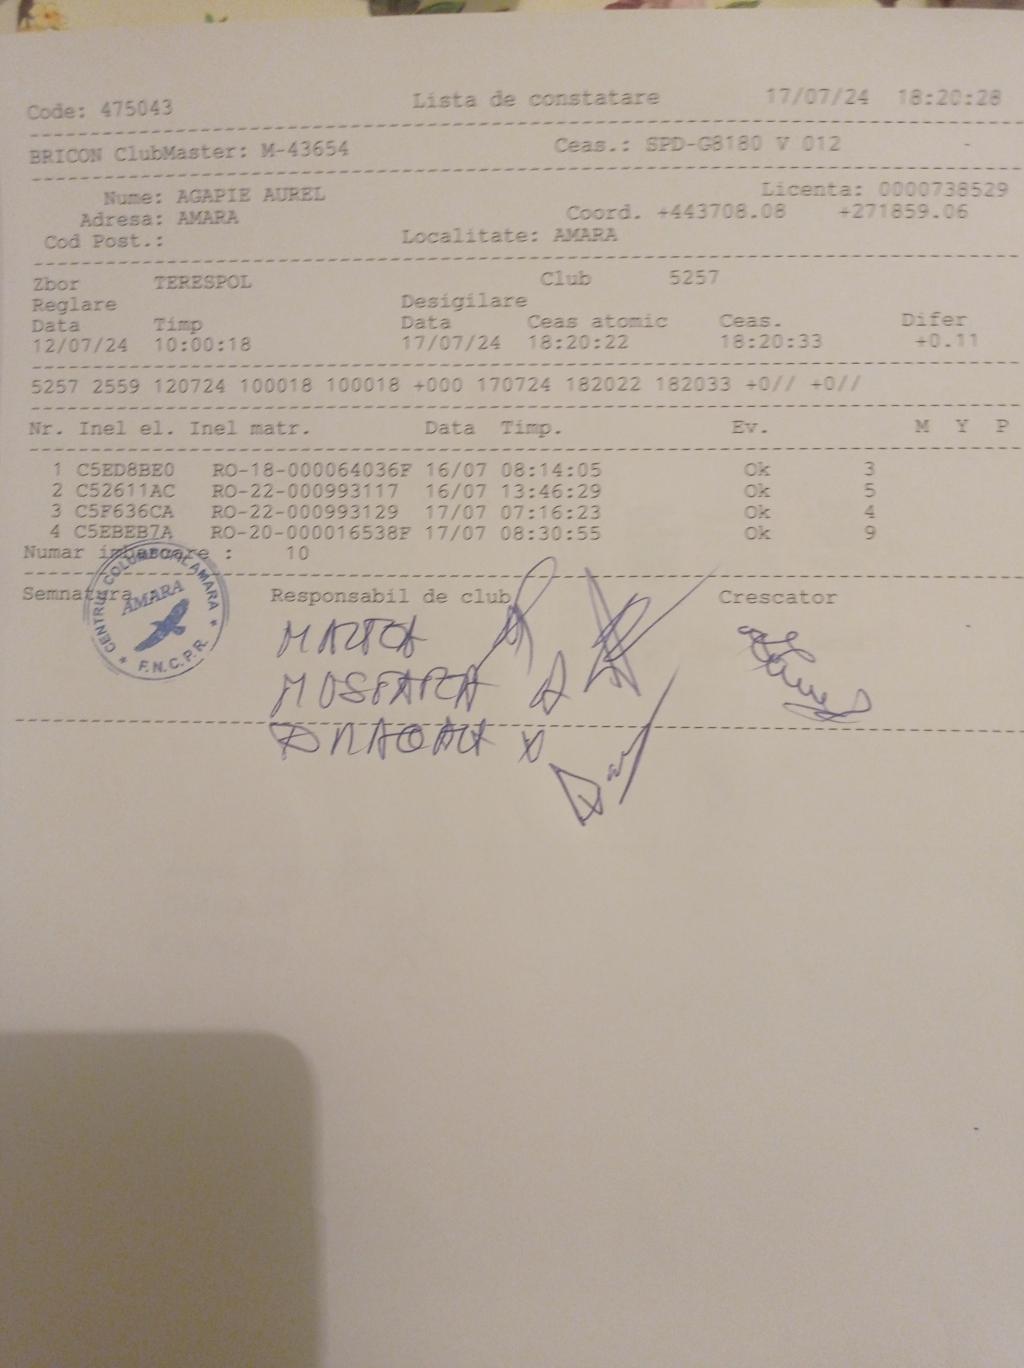 Code: 475043 Lista de constatare 17/07/24 18:20:28
BRICON ClubMaster: M-43654 Ceas.: SPD-G8180 V 012 -
Nume: AGAPIE AUREL Licenta: 0000738529
Adresa: AMARA Coord. +443708.08 +271859.06
Cod Post.: Localitate: AMARA
Zbor TERESPOL Club 5257
Reglare Desigilare
Data Timp Data Ceas atomic Ceas. Difer
12/07/24 10:00:18 17/07/24 18:20:22 18:20:33 +0.11
5257 2559 120724 100018 100018 +000 170724 182022 182033 +0// +0//
Nr. Inel el. Inel matr. Data Timp. Ev. M Y P
1 C5ED8BE0 RO-18-000064036F 16/07 08:14:05 Ok 3
2 C52611AC RO-22-000993117 16/07 13:46:29 Ok 5
3 C5F636CA RO-22-000993129 17/07 07:16:23 Ok 4
4 C5EBEB7A RO-20-000016538F 17/07 08:30:55 Ok 9
Numar imbarcare : 10
Semnatura Responsabil de club Crescator
CENTRU COLUMBODAL AMARA
AMARA
* F.N.C.P.R. *